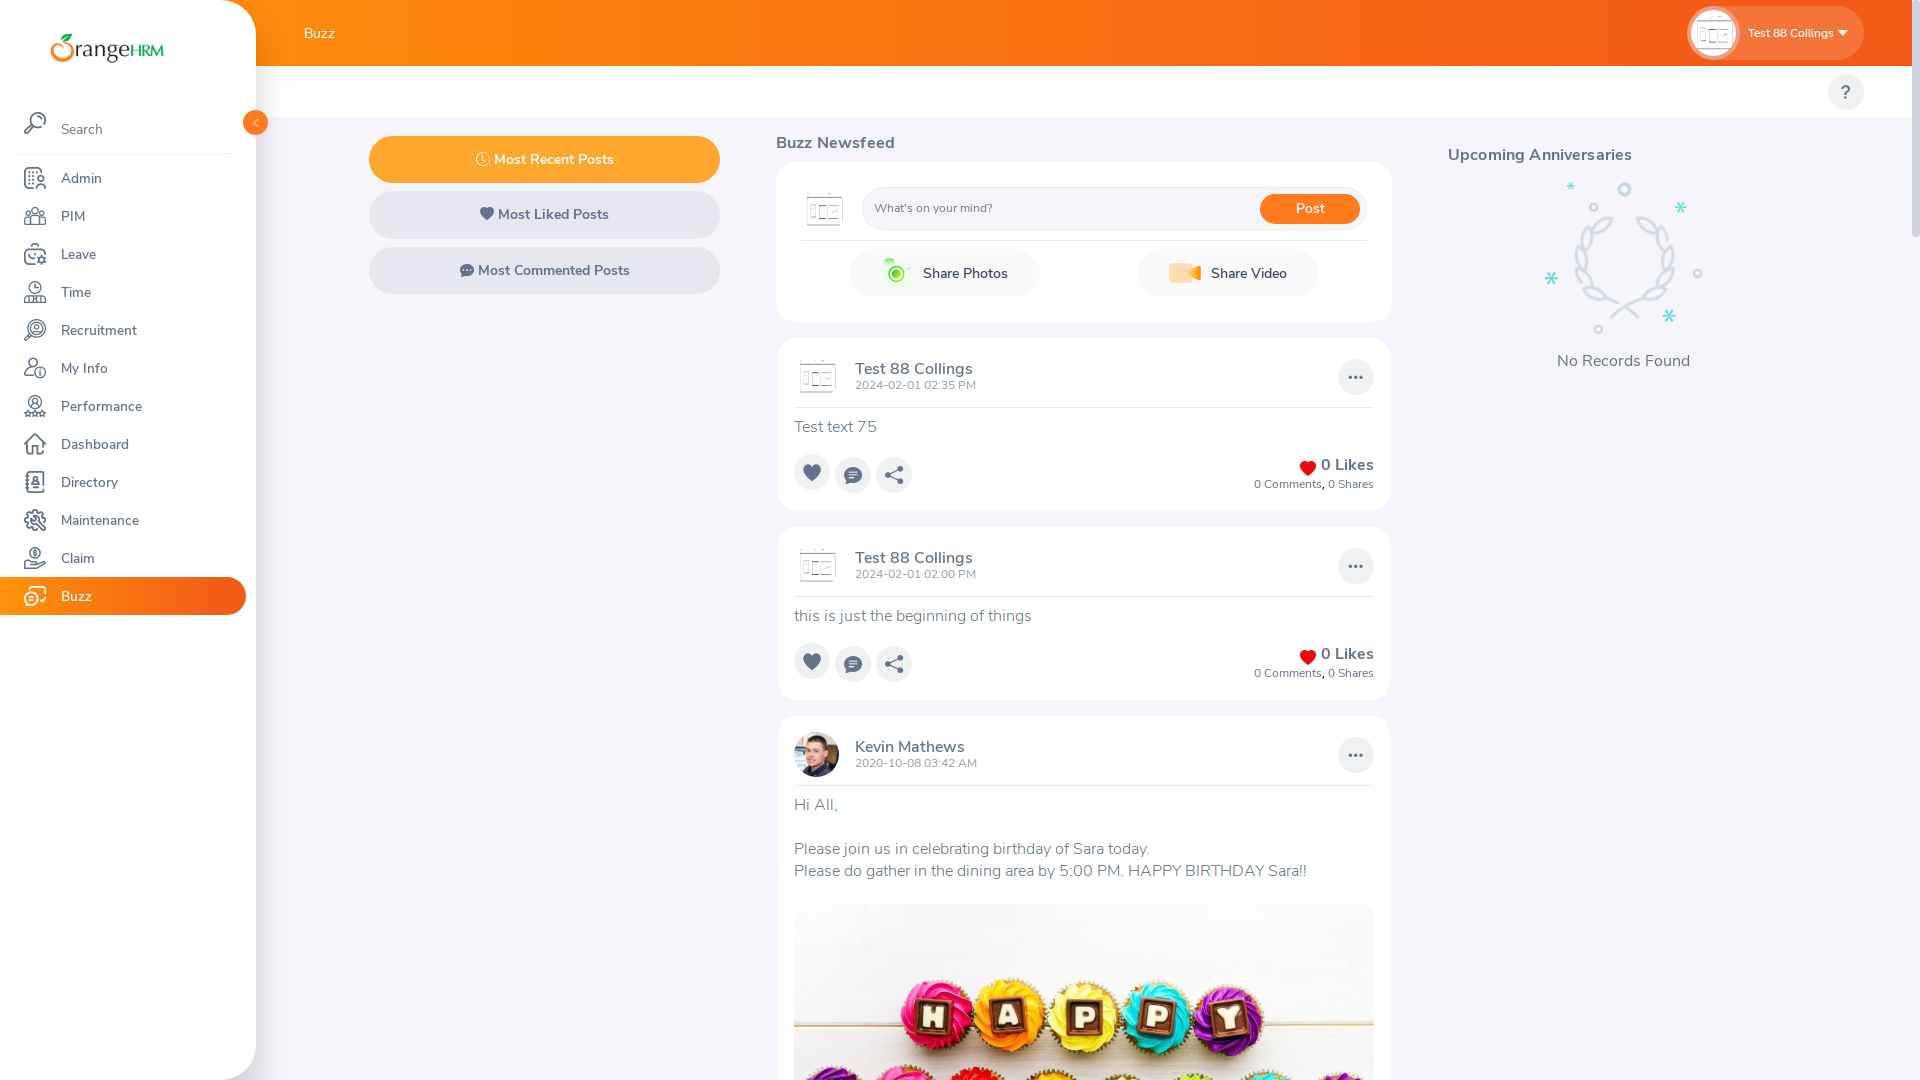 OrangeHRM
Search
Admin
PIM
Leave
Time
Recruitment
My Info
Performance
Dashboard
Directory
Maintenance
Claim
Buzz
Buzz
Test 88 Collings
?
Most Recent Posts
Most Liked Posts
Most Commented Posts
Buzz Newsfeed
What's on your mind?
Post
Share Photos
Share Video
Test 88 Collings
2024-02-01 02:35 PM
Test text 75
0 Likes
0 Comments, 0 Shares
Test 88 Collings
2024-02-01 02:00 PM
this is just the beginning of things
0 Likes
0 Comments, 0 Shares
Kevin Mathews
2020-10-08 03:42 AM
Hi All,
Please join us in celebrating birthday of Sara today.
Please do gather in the dining area by 5:00 PM. HAPPY BIRTHDAY Sara!!
HAPPY
Upcoming Anniversaries
No Records Found